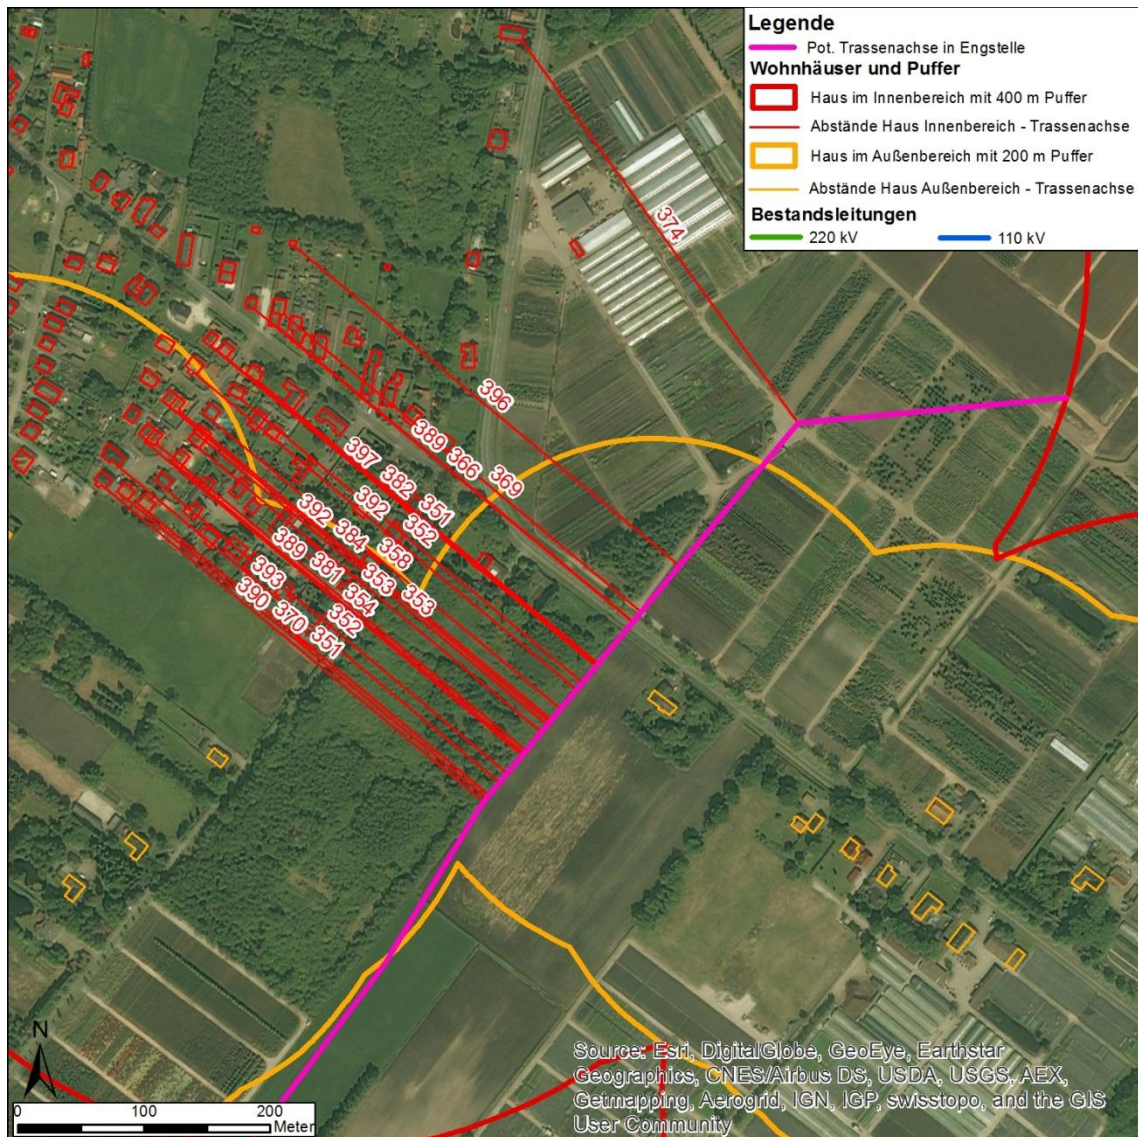 Legende
Pot. Trassenachse in Engstelle
Wohnhäuser und Puffer
Haus im Innenbereich mit 400 m Puffer
Abstände Haus Innenbereich - Trassenachse
Haus im Außenbereich mit 200 m Puffer
Abstände Haus Außenbereich - Trassenachse
Bestandsleitungen
220 kV 110 kV
374
396
389 366 369
397 382 351
392 352
392 384 358
353 353
389 381 354
393 352
390 370 351
N
0 100 200
Meter
Source: Esri, DigitalGlobe, GeoEye, Earthstar
Geographics, CNES/Airbus DS, USDA, USGS, AEX,
Getmapping, Aerogrid, IGN, IGP, swisstopo, and the GIS
User Community